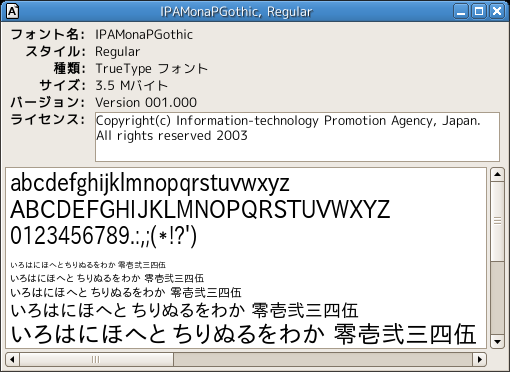 IPAMonaPGothic, Regular
フォント名: IPAMonaPGothic
スタイル: Regular
種類: TrueType フォント
サイズ: 3.5 Mバイト
バージョン: Version 001.000
ライセンス: Copyright(c) Information-technology Promotion Agency, Japan.
All rights reserved 2003
abcdefghijklmnopqrstuvwxyz
ABCDEFGHIJKLMNOPQRSTUVWXYZ
0123456789.:,;(*!?')
いろはにほへとちりぬるをわか 零壱弐三四伍
いろはにほへとちりぬるをわか 零壱弐三四伍
いろはにほへとちりぬるをわか 零壱弐三四伍
いろはにほへとちりぬるをわか 零壱弐三四伍
いろはにほへとちりぬるをわか 零壱弐三四伍